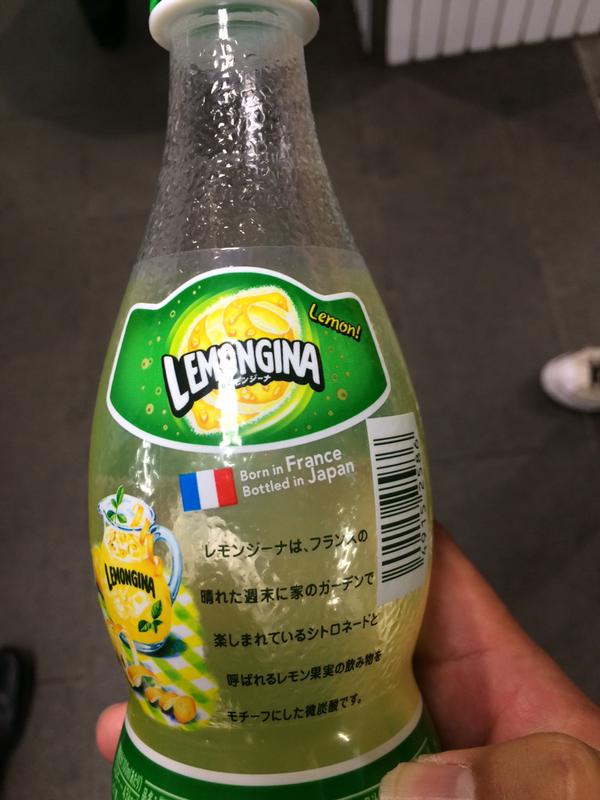 Lemon!
LEMONGINA
レモンジーナ
Born in France
Bottled in Japan
LEMONGINA
レモンジーナは、フランスの
晴れた週末に家のガーデンで
楽しまれているシトロネードと
呼ばれるレモン果実の飲み物を
モチーフにした微炭酸です。